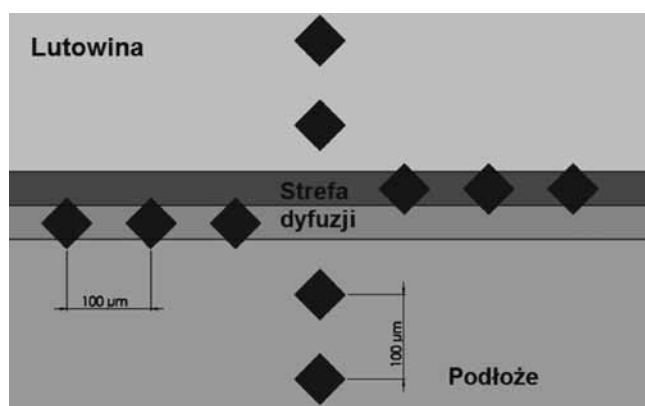 Lutowina
Strefa
dyfuzji
100 µm
100 µm
Podłoże